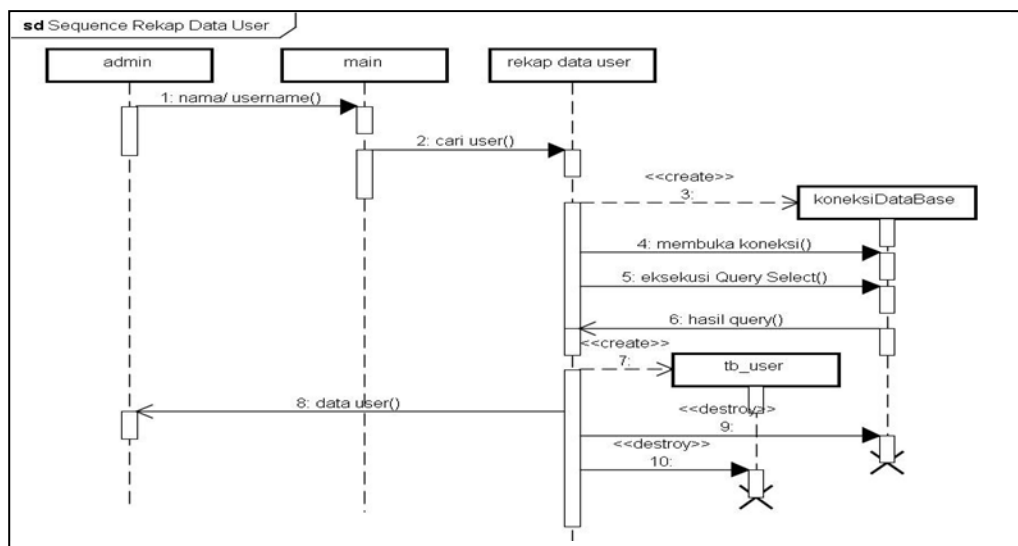 sd Sequence Rekap Data User
admin
main
rekap data user
1: nama/ username()
2: cari user()
<<create>>
3:
koneksiDataBase
4: membuka koneksi()
5: eksekusi Query Select()
6: hasil query()
<<create>>
7:
tb_user
8: data user()
<<destroy>>
9:
<<destroy>>
10: